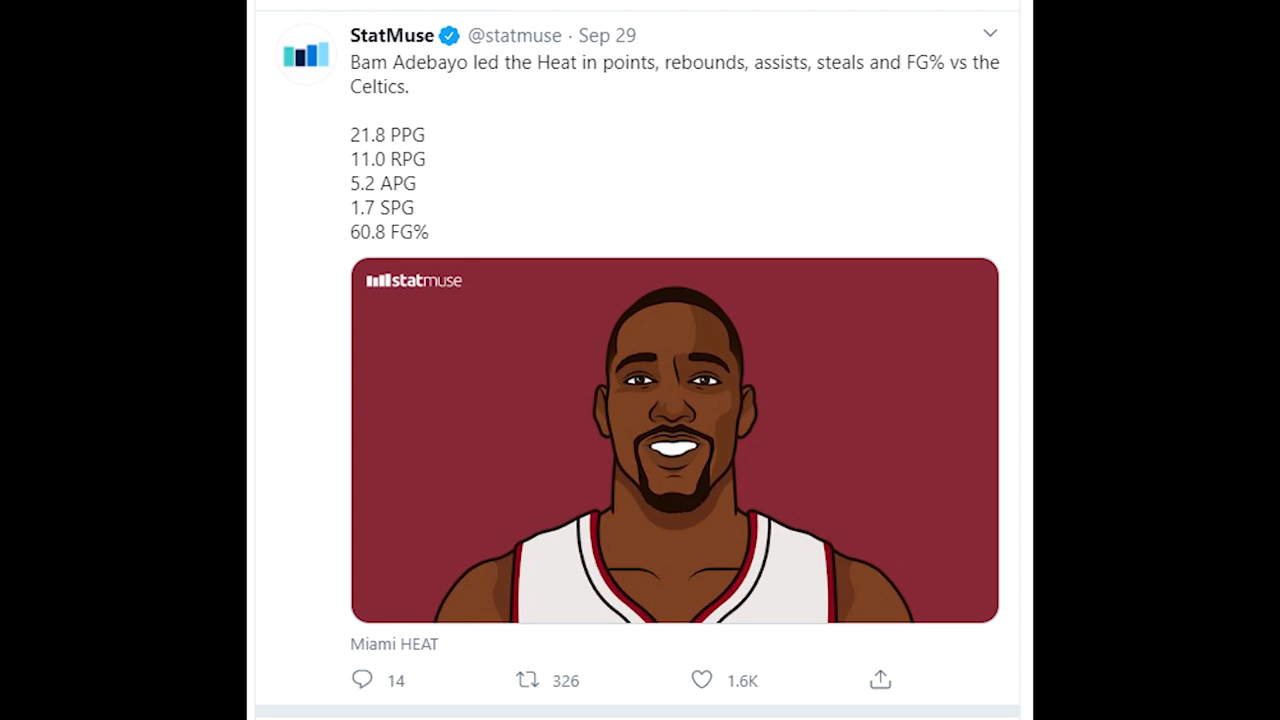 StatMuse @statmuse · Sep 29
Bam Adebayo led the Heat in points, rebounds, assists, steals and FG% vs the
Celtics.
21.8 PPG
11.0 RPG
5.2 APG
1.7 SPG
60.8 FG%
statmuse
Miami HEAT
14 326 1.6K